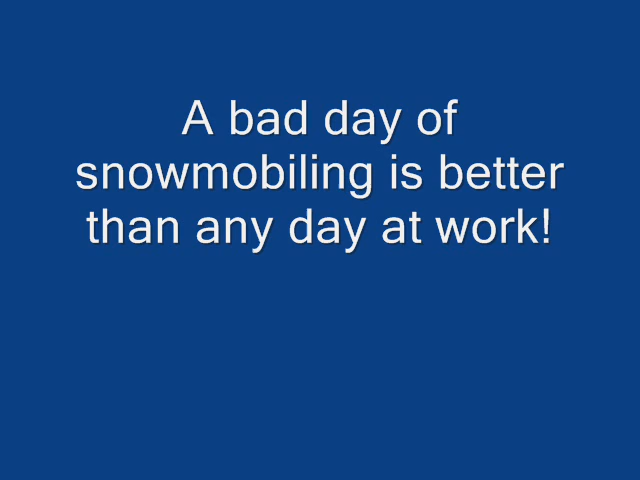 A bad day of
snowmobiling is better
than any day at work!